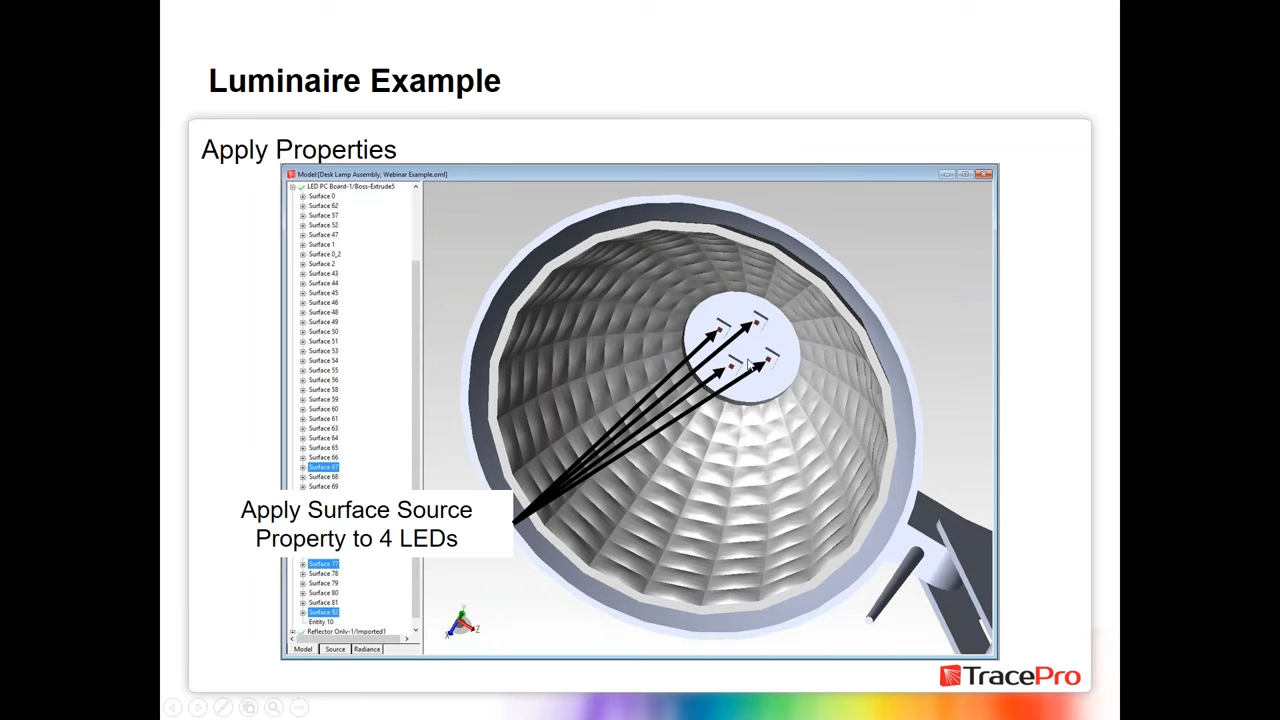 Luminaire Example
Apply Properties
Model:[Desk Lamp Assembly, Webinar Example.oml]
LED PC Board-1/Boss-Extrude5
Surface 0
Surface 62
Surface 57
Surface 52
Surface 47
Surface 1
Surface 0_2
Surface 2
Surface 43
Surface 44
Surface 45
Surface 46
Surface 48
Surface 49
Surface 50
Surface 51
Surface 53
Surface 54
Surface 55
Surface 56
Surface 58
Surface 59
Surface 60
Surface 61
Surface 63
Surface 64
Surface 65
Surface 66
Surface 67
Surface 68
Surface 69
Apply Surface Source
Property to 4 LEDs
Surface 77
Surface 78
Surface 79
Surface 80
Surface 81
Surface 82
Entity 10
Reflector Only-1/Imported1
Model Source Radiance
Y
X
Z
TracePro